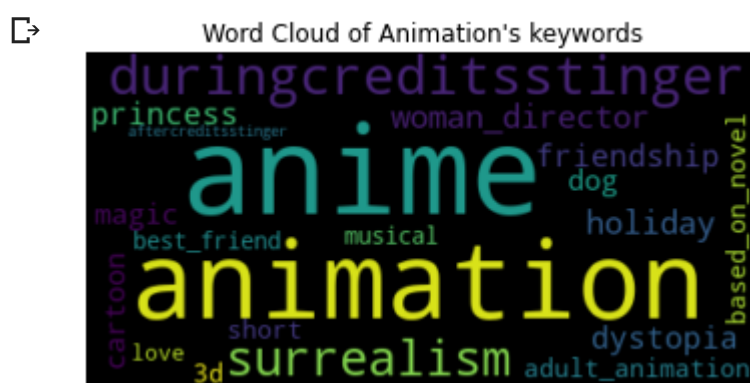 Word Cloud of Animation's keywords
duringcreditsstinger
princess
woman_director
aftercreditsstinger
anime
friendship
dog
based_on_novel
magic
holiday
best_friend
musical
animation
cartoon
short
dystopia
love
surrealism
3d
adult_animation